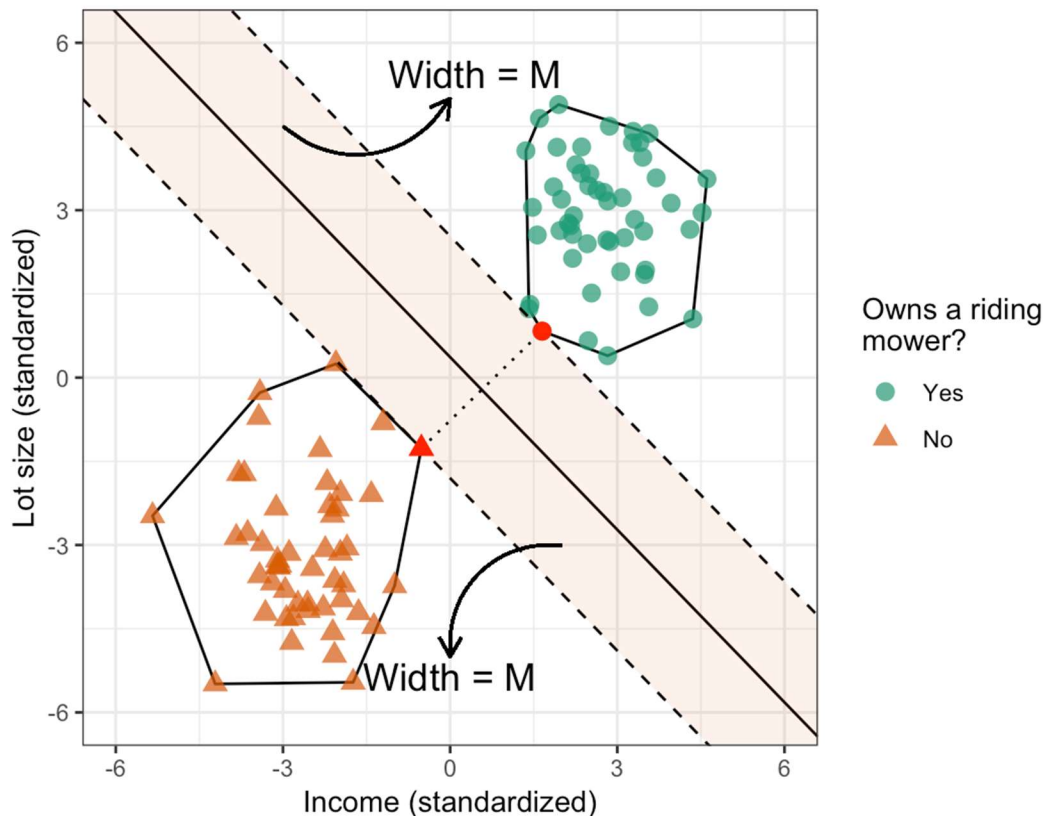 Width = M
Width = M
6
3
0
-3
-6
-6
-3
0
3
6
Income (standardized)
Lot size (standardized)
Owns a riding
mower?
Yes
No